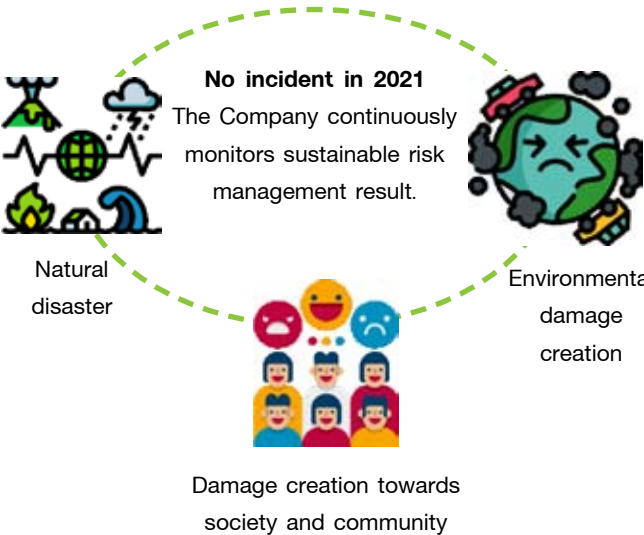 No incident in 2021
The Company continuously
monitors sustainable risk
management result.
Natural
disaster
Environmenta
damage
creation
Damage creation towards
society and community